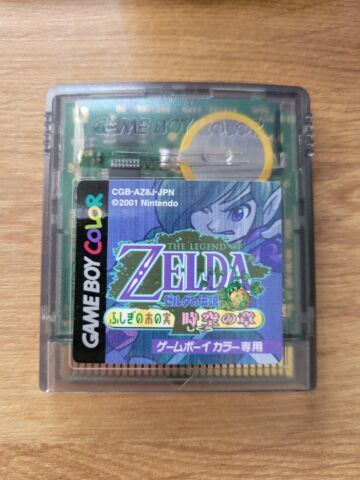 GAME BOY COLOR
GAME BOY COLOR
CGB-AZ8J-JPN
©2001 Nintendo
THE LEGEND OF
ZELDA
ゼルダの伝説
ふしぎの木の実
時空の章
ゲームボーイカラー専用